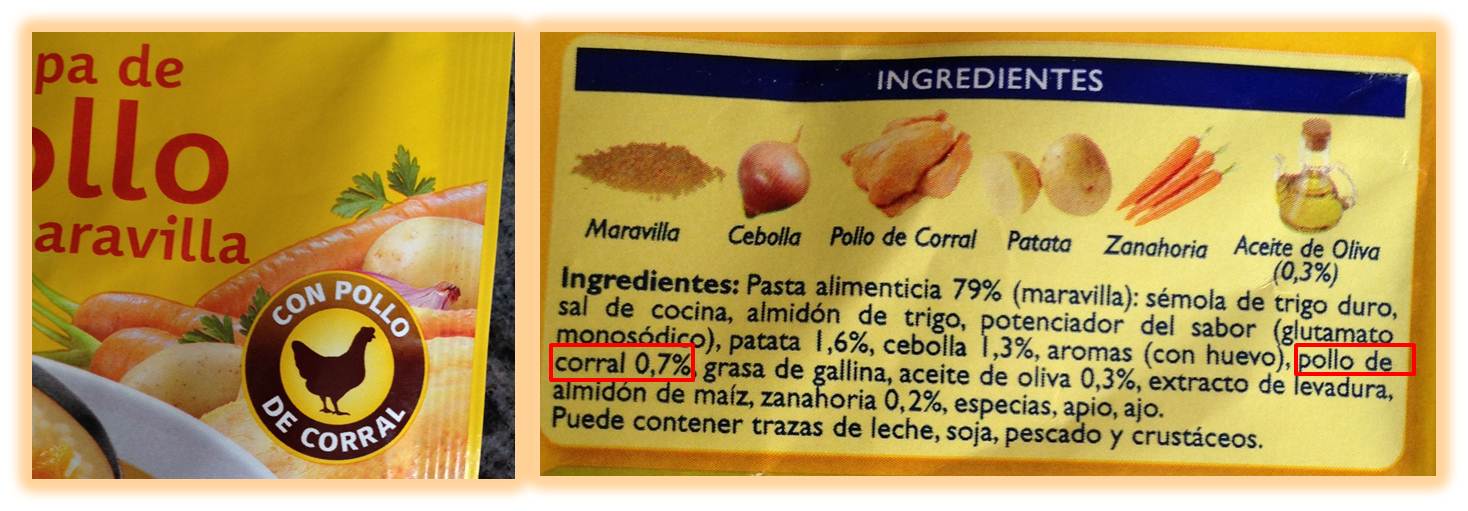 pa de
ollo
aravilla
CON POLLO
DE CORRAL
INGREDIENTES
Maravilla
Cebolla
Pollo de Corral
Patata
Zanahoria
Aceite de Oliva
(0,3%)
Ingredientes: Pasta alimenticia 79% (maravilla): sémola de trigo duro,
sal de cocina, almidón de trigo, potenciador del sabor (glutamato
monosódico), patata 1,6%, cebolla 1,3%, aromas (con huevo), pollo de
corral 0,7%, grasa de gallina, aceite de oliva 0,3%, extracto de levadura,
almidón de maíz, zanahoria 0,2%, especias, apio, ajo.
Puede contener trazas de leche, soja, pescado y crustáceos.